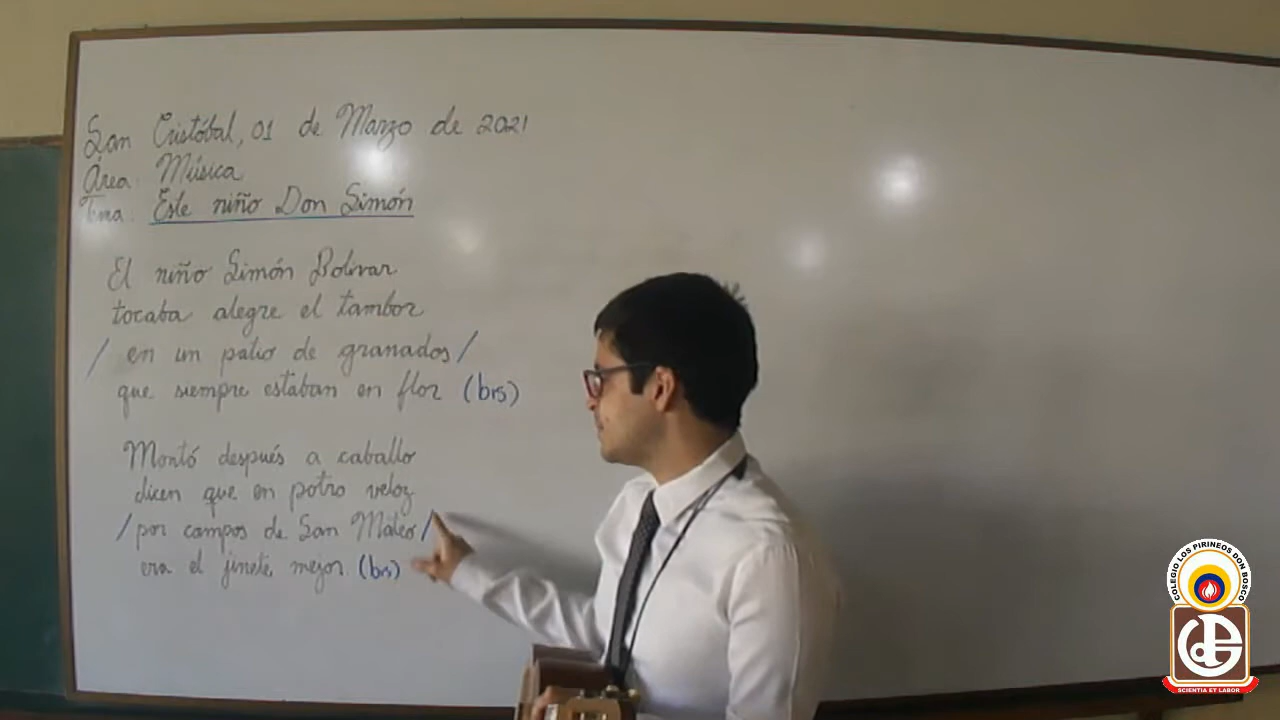 San Cristóbal, 01 de Marzo de 2021
Área: Música
Tema: Este niño Don Simón
El niño Simón Bolívar
tocaba alegre el tambor
/ en un patio de granados /
que siempre estaban en flor (bis)
Montó después a caballo
dicen que en potro veloz
/ por campos de San Mateo /
era el jinete mejor. (bis)
COLEGIO LOS PIRINEOS DON BOSCO
SCIENTIA ET LABOR